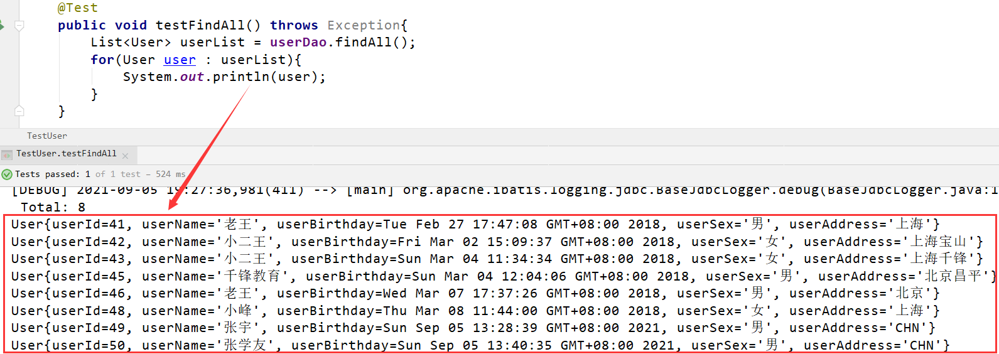 @Test
public void testFindAll() throws Exception{
List<User> userList = userDao.findAll();
for(User user : userList){
System.out.println(user);
}
}
TestUser
TestUser.testFindAll
Tests passed: 1 of 1 test – 524 ms
[DEBUG] 2021-09-05 19:27:36,981(411) --> [main] org.apache.ibatis.logging.jdbc.BaseJdbcLogger.debug(BaseJdbcLogger.java:1
Total: 8
User{userId=41, userName='老王', userBirthday=Tue Feb 27 17:47:08 GMT+08:00 2018, userSex='男', userAddress='上海'}
User{userId=42, userName='小二王', userBirthday=Fri Mar 02 15:09:37 GMT+08:00 2018, userSex='女', userAddress='上海宝山'}
User{userId=43, userName='小二王', userBirthday=Sun Mar 04 11:34:34 GMT+08:00 2018, userSex='女', userAddress='上海千锋'}
User{userId=45, userName='千锋教育', userBirthday=Sun Mar 04 12:04:06 GMT+08:00 2018, userSex='男', userAddress='北京昌平'}
User{userId=46, userName='老王', userBirthday=Wed Mar 07 17:37:26 GMT+08:00 2018, userSex='男', userAddress='北京'}
User{userId=48, userName='小峰', userBirthday=Thu Mar 08 11:44:00 GMT+08:00 2018, userSex='女', userAddress='上海'}
User{userId=49, userName='张宇', userBirthday=Sun Sep 05 13:28:39 GMT+08:00 2021, userSex='男', userAddress='CHN'}
User{userId=50, userName='张学友', userBirthday=Sun Sep 05 13:40:35 GMT+08:00 2021, userSex='男', userAddress='CHN'}